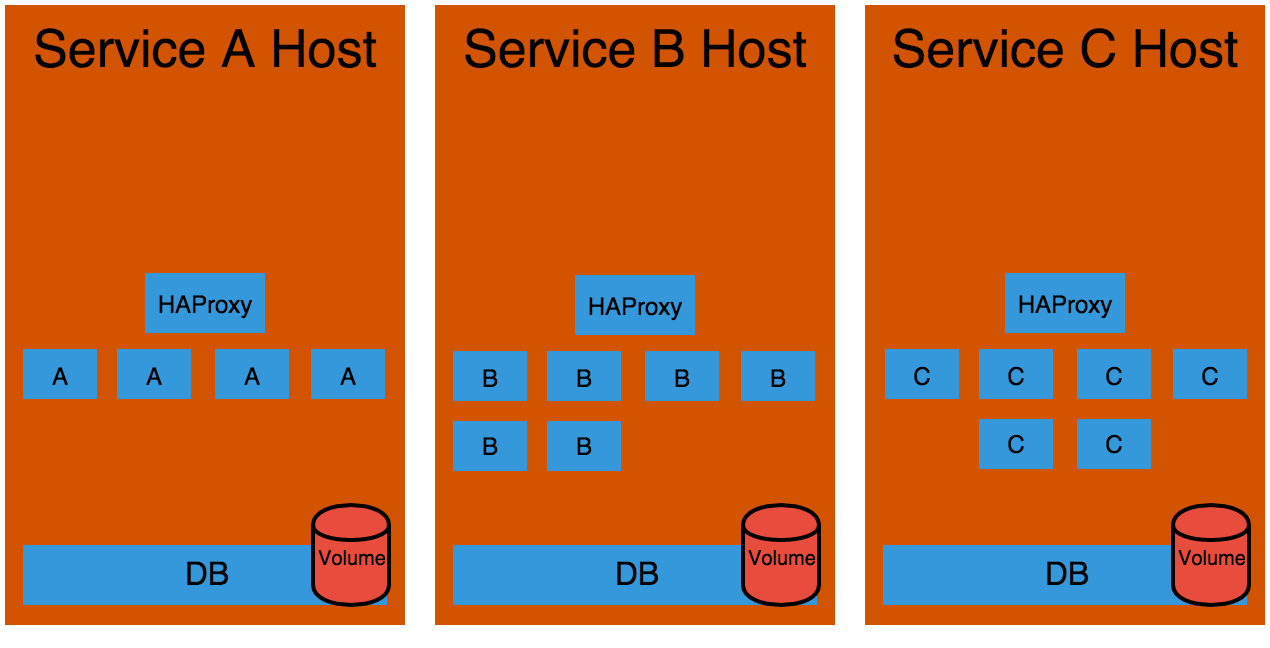 Service A Host
HAProxy
A A A A
DB
Volume
Service B Host
HAProxy
B B B B
B B
DB
Volume
Service C Host
HAProxy
C C C C
C C
DB
Volume